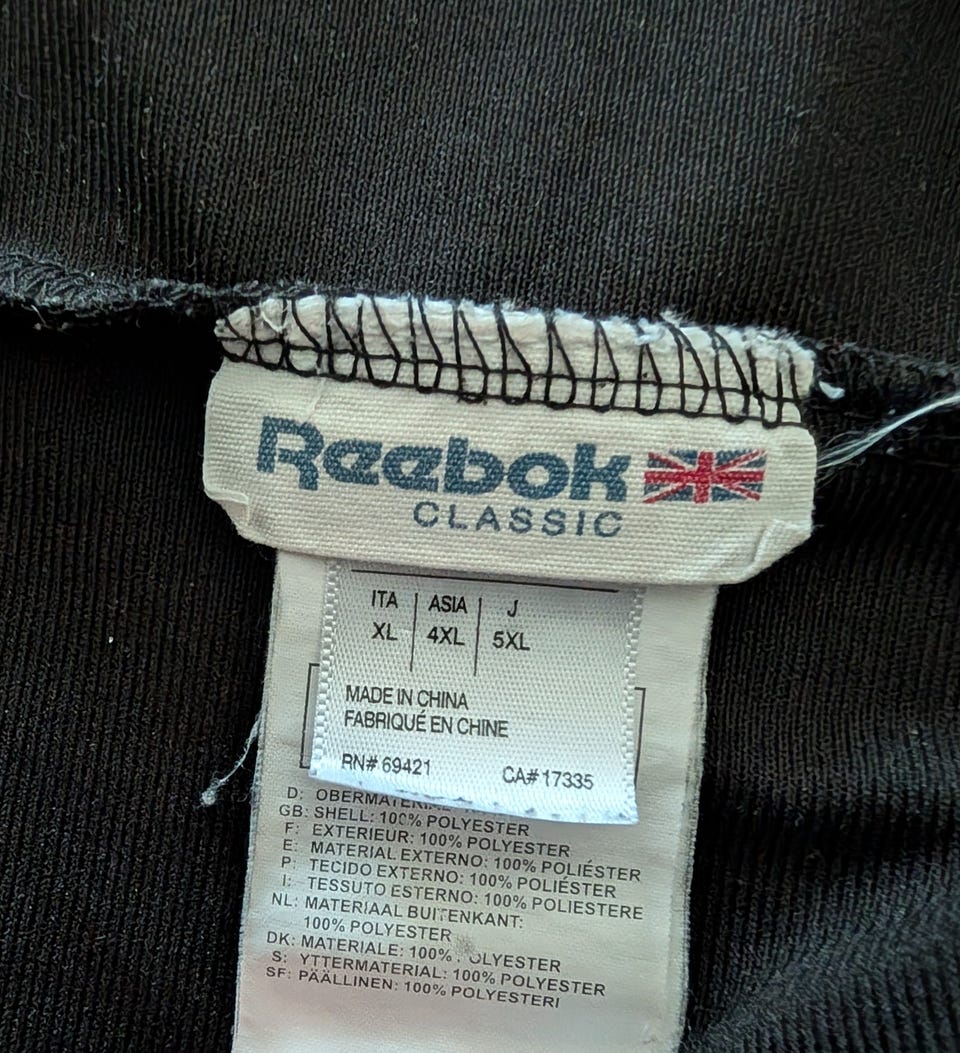 Reebok
CLASSIC
ITA | ASIA | J
XL | 4XL | 5XL
MADE IN CHINA
FABRIQUÉ EN CHINE
RN# 69421 CA# 17335
D:
GB: SHELL: 100% POLYESTER
F: EXTERIEUR: 100% POLYESTER
E: MATERIAL EXTERNO: 100% POLIÉSTER
P: TECIDO EXTERNO: 100% POLIÉSTER
I: TESSUTO ESTERNO: 100% POLIESTERE
NL: MATERIAAL BUITENKANT:
100% POLYESTER
DK: MATERIALE: 100% POLYESTER
S: YTTERMATERIAL: 100% POLYESTER
SF: PÄÄLLINEN: 100% POLYESTERI